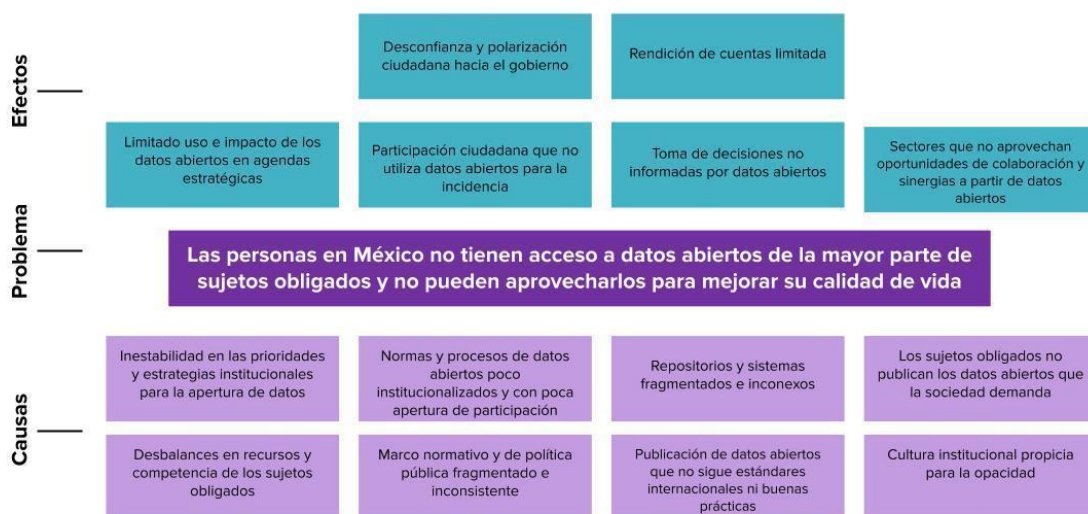 Efectos
Desconfianza y polarización
ciudadana hacia el gobierno
Rendición de cuentas limitada
Limitado uso e impacto de los
datos abiertos en agendas
estratégicas
Participación ciudadana que no
utiliza datos abiertos para la
incidencia
Toma de decisiones no
informadas por datos abiertos
Sectores que no aprovechan
oportunidades de colaboración y
sinergias a partir de datos
abiertos
Problema
Las personas en México no tienen acceso a datos abiertos de la mayor parte de
sujetos obligados y no pueden aprovecharlos para mejorar su calidad de vida
Causas
Inestabilidad en las prioridades
y estrategias institucionales
para la apertura de datos
Normas y procesos de datos
abiertos poco
institucionalizados y con poca
apertura de participación
Repositorios y sistemas
fragmentados e inconexos
Los sujetos obligados no
publican los datos abiertos que
la sociedad demanda
Desbalances en recursos y
competencia de los sujetos
obligados
Marco normativo y de política
pública fragmentado e
inconsistente
Publicación de datos abiertos
que no sigue estándares
internacionales ni buenas
prácticas
Cultura institucional propicia
para la opacidad